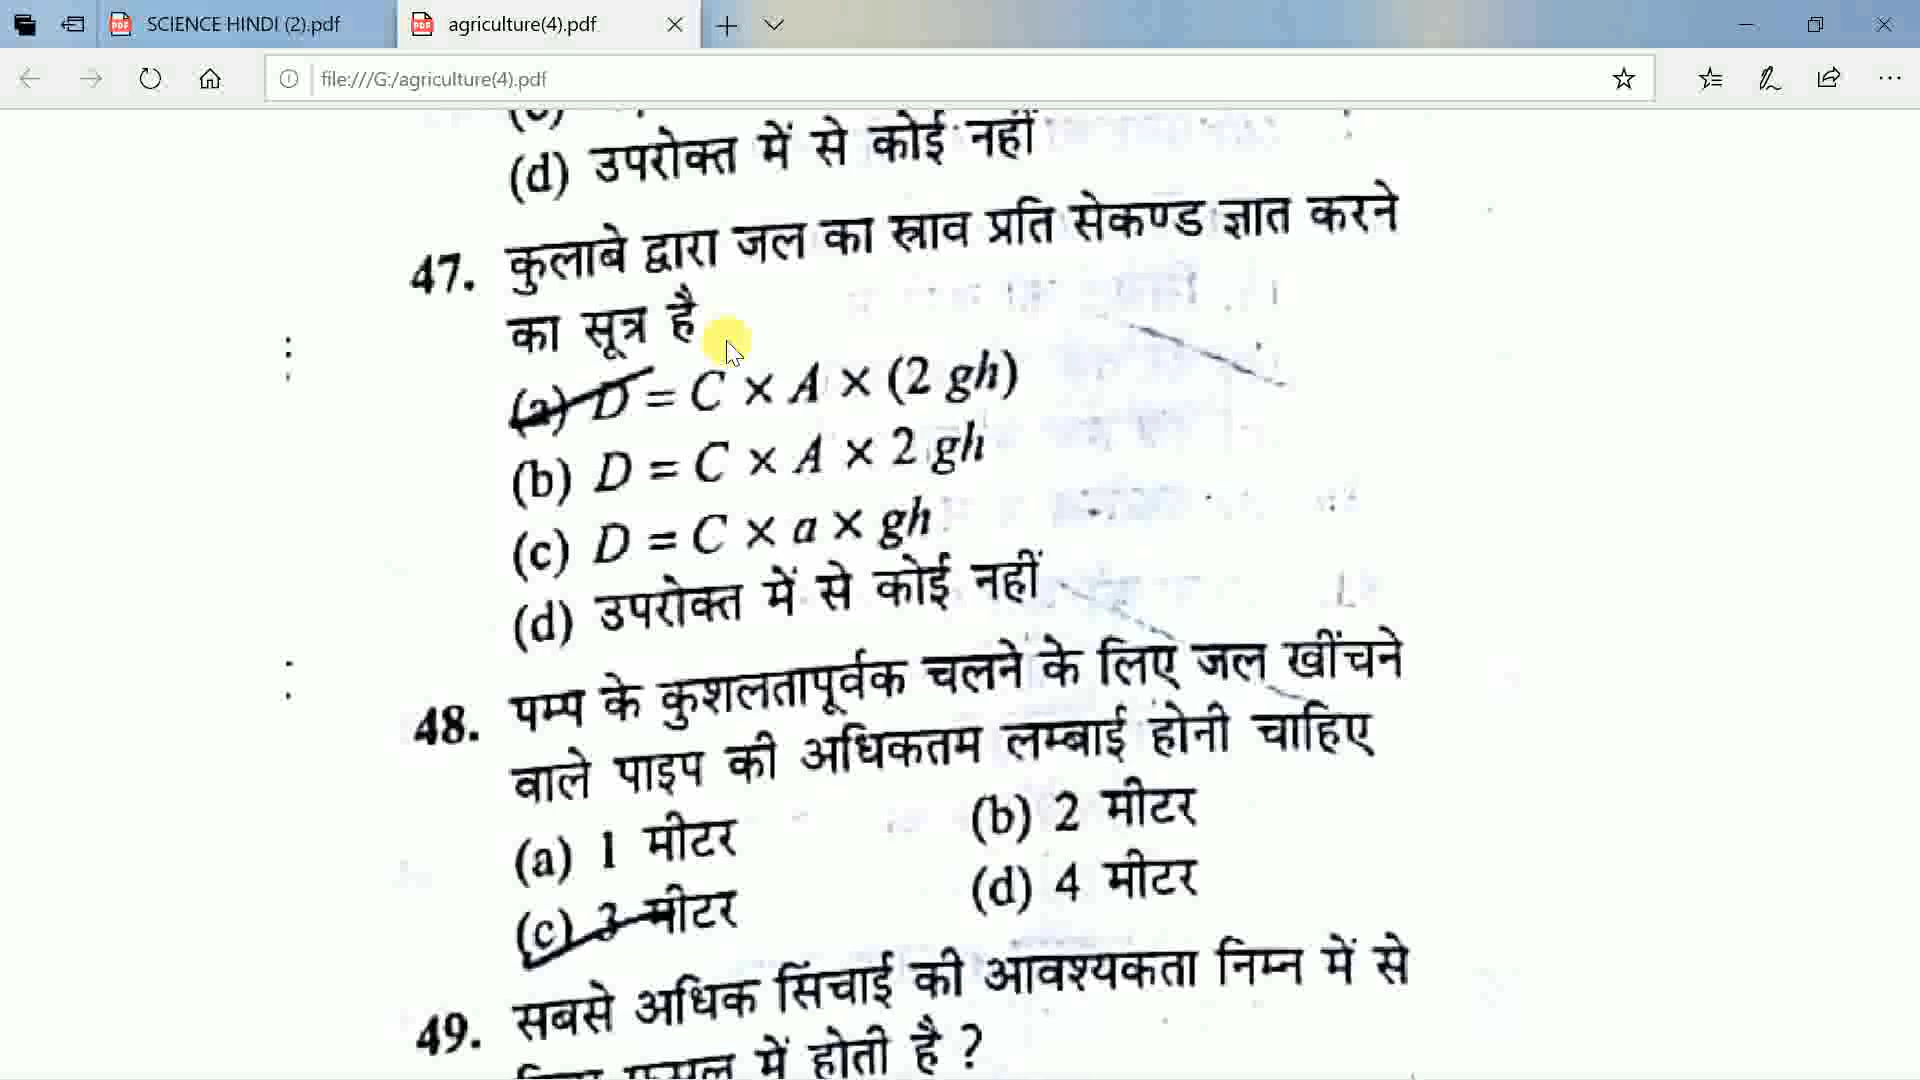 SCIENCE HINDI (2).pdf
agriculture(4).pdf
file:///G:/agriculture(4).pdf
(d) उपरोक्त में से कोई नहीं
47. कुलाबे द्वारा जल का स्राव प्रति सेकण्ड ज्ञात करने
का सूत्र है
(a) D = C × A × (2 gh)
(b) D = C × A × 2 gh
(c) D = C × a × gh
(d) उपरोक्त में से कोई नहीं
48. पम्प के कुशलतापूर्वक चलने के लिए जल खींचने
वाले पाइप की अधिकतम लम्बाई होनी चाहिए
(a) 1 मीटर (b) 2 मीटर
(c) 3 मीटर (d) 4 मीटर
49. सबसे अधिक सिंचाई की आवश्यकता निम्न में से
में होती है ?